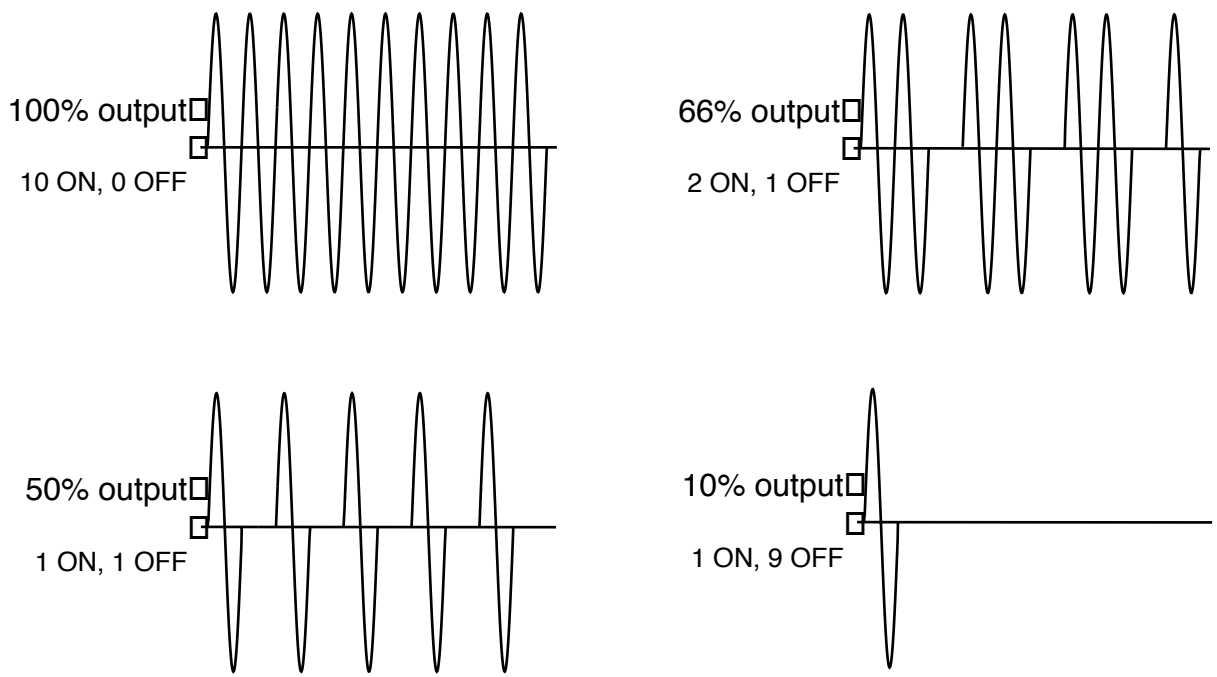 100% output
10 ON, 0 OFF
66% output
2 ON, 1 OFF
50% output
1 ON, 1 OFF
10% output
1 ON, 9 OFF